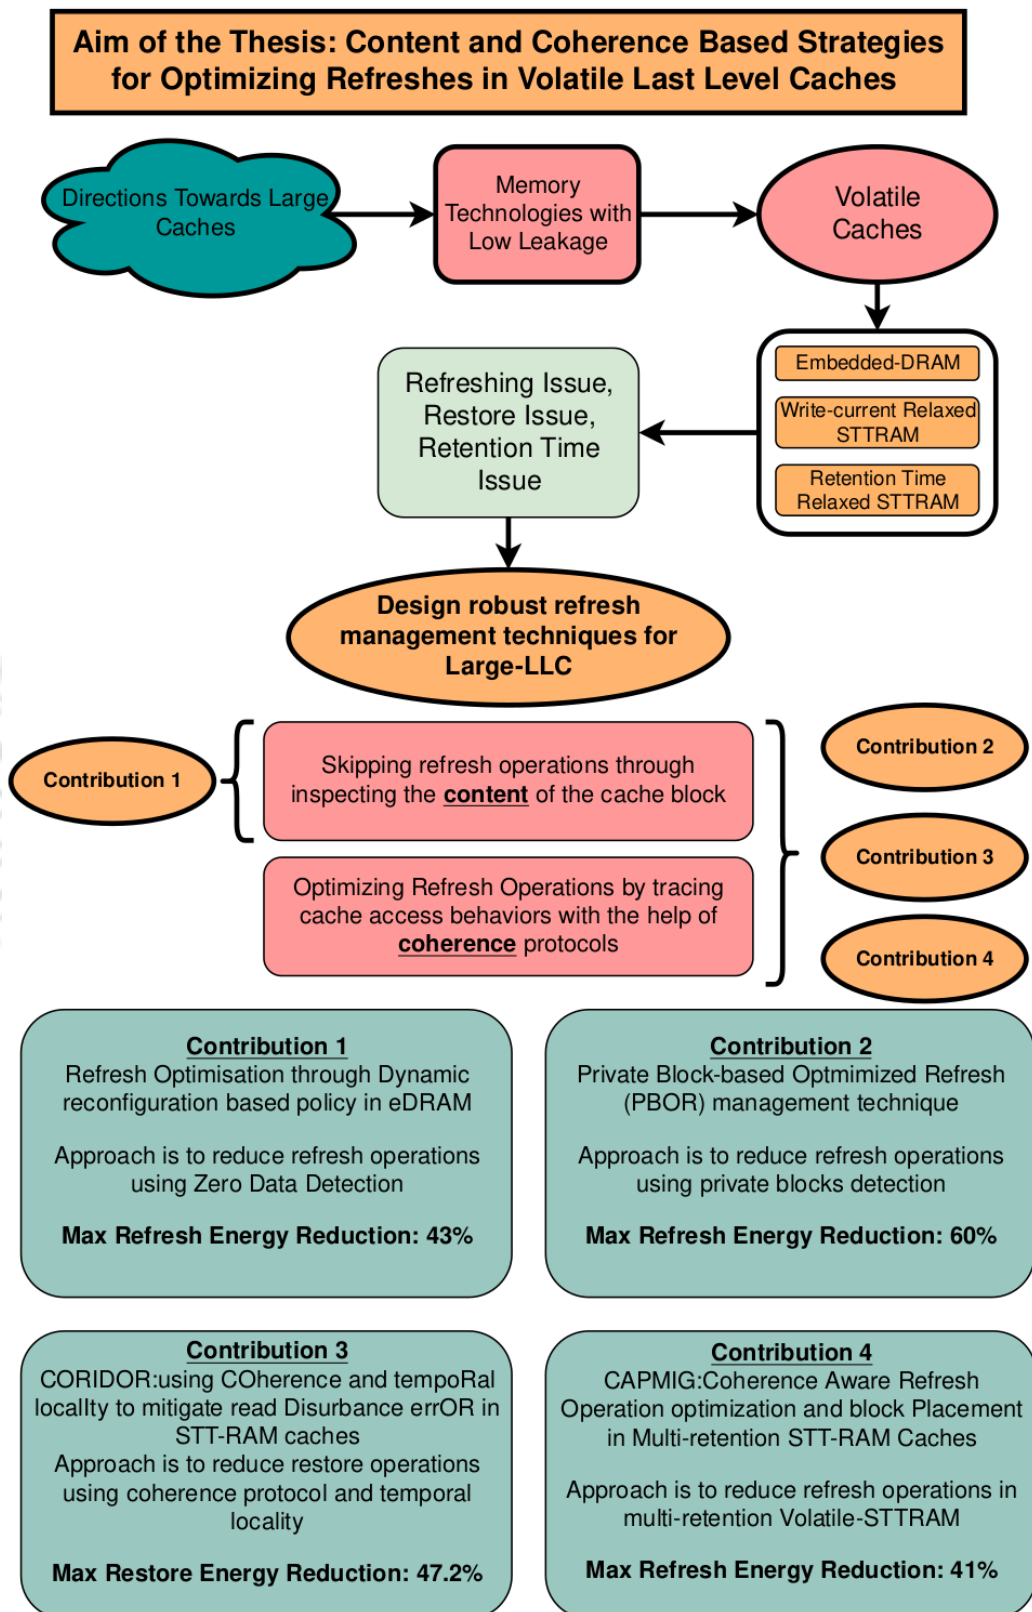 Aim of the Thesis: Content and Coherence Based Strategies
for Optimizing Refreshes in Volatile Last Level Caches
Directions Towards Large
Caches
Memory
Technologies with
Low Leakage
Volatile
Caches
Embedded-DRAM
Write-current Relaxed
STTRAM
Retention Time
Relaxed STTRAM
Refreshing Issue,
Restore Issue,
Retention Time
Issue
Design robust refresh
management techniques for
Large-LLC
Contribution 1
Skipping refresh operations through
inspecting the content of the cache block
Optimizing Refresh Operations by tracing
cache access behaviors with the help of
coherence protocols
Contribution 2
Contribution 3
Contribution 4
Contribution 1
Refresh Optimisation through Dynamic
reconfiguration based policy in eDRAM
Approach is to reduce refresh operations
using Zero Data Detection
Max Refresh Energy Reduction: 43%
Contribution 2
Private Block-based Optmimized Refresh
(PBOR) management technique
Approach is to reduce refresh operations
using private blocks detection
Max Refresh Energy Reduction: 60%
Contribution 3
CORIDOR:using COherence and tempoRal
localIty to mitigate read Disurbance errOR in
STT-RAM caches
Approach is to reduce restore operations
using coherence protocol and temporal
locality
Max Restore Energy Reduction: 47.2%
Contribution 4
CAPMIG:Coherence Aware Refresh
Operation optimization and block Placement
in Multi-retention STT-RAM Caches
Approach is to reduce refresh operations in
multi-retention Volatile-STTRAM
Max Refresh Energy Reduction: 41%